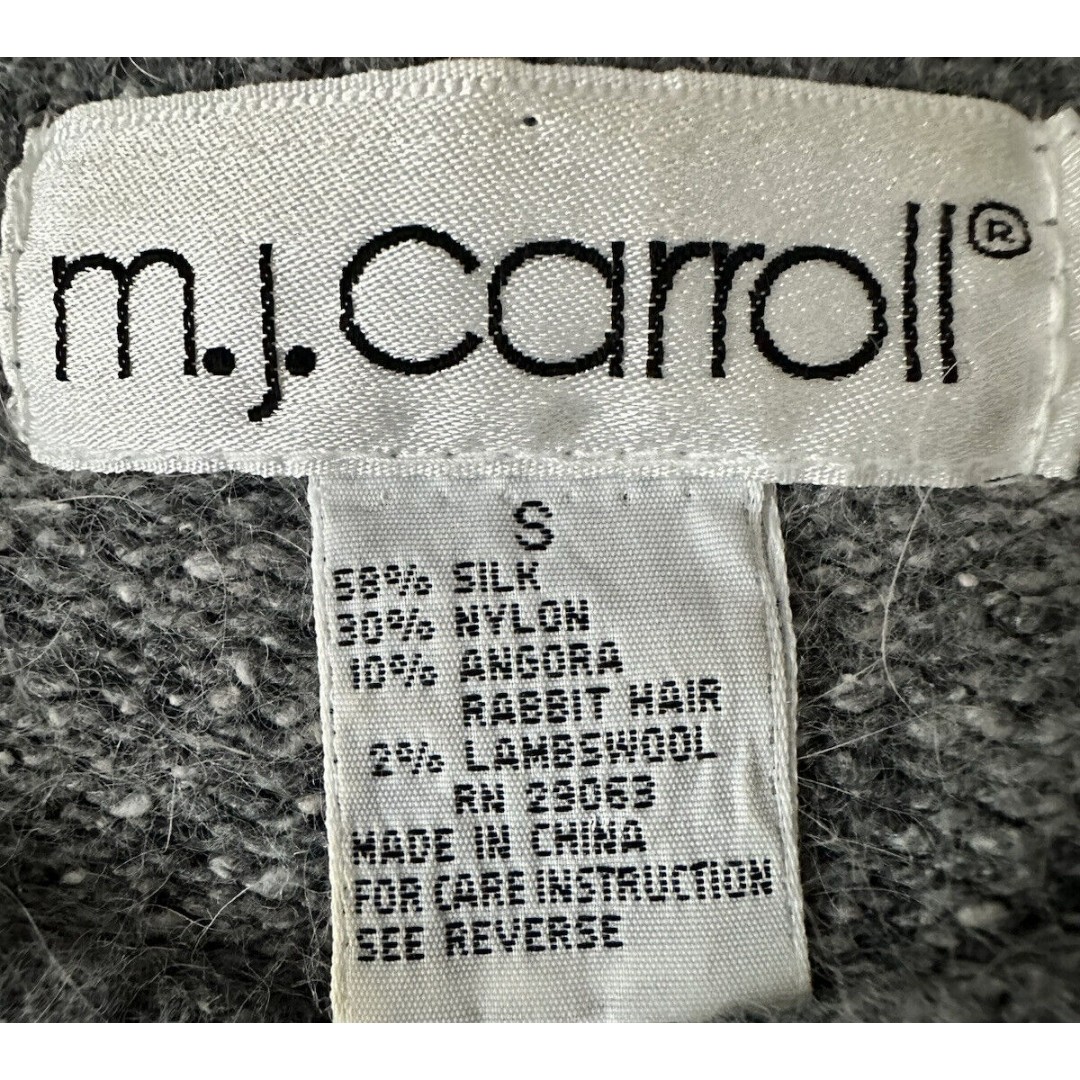 m.j. carroll®
S
58% SILK
30% NYLON
10% ANGORA
RABBIT HAIR
2% LAMBSWOOL
RN 29063
MADE IN CHINA
FOR CARE INSTRUCTION
SEE REVERSE